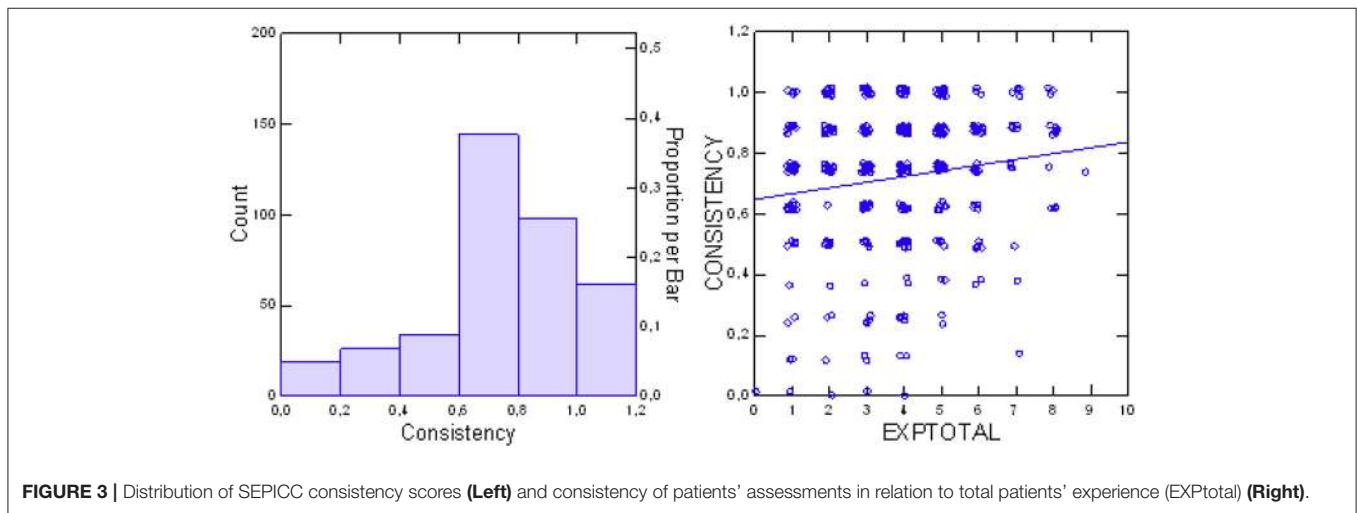 200
150
100
50
0
Count
0,5
0,4
0,3
0,2
0,1
0,0
Proportion per Bar
0,0 0,2 0,4 0,6 0,8 1,0 1,2
Consistency
1,2
1,0
0,8
0,6
0,4
0,2
0,0
CONSISTENCY
0 1 2 3 4 5 6 7 8 9 10
EXPTOTAL
FIGURE 3 | Distribution of SEPICC consistency scores (Left) and consistency of patients' assessments in relation to total patients' experience (EXPtotal) (Right).